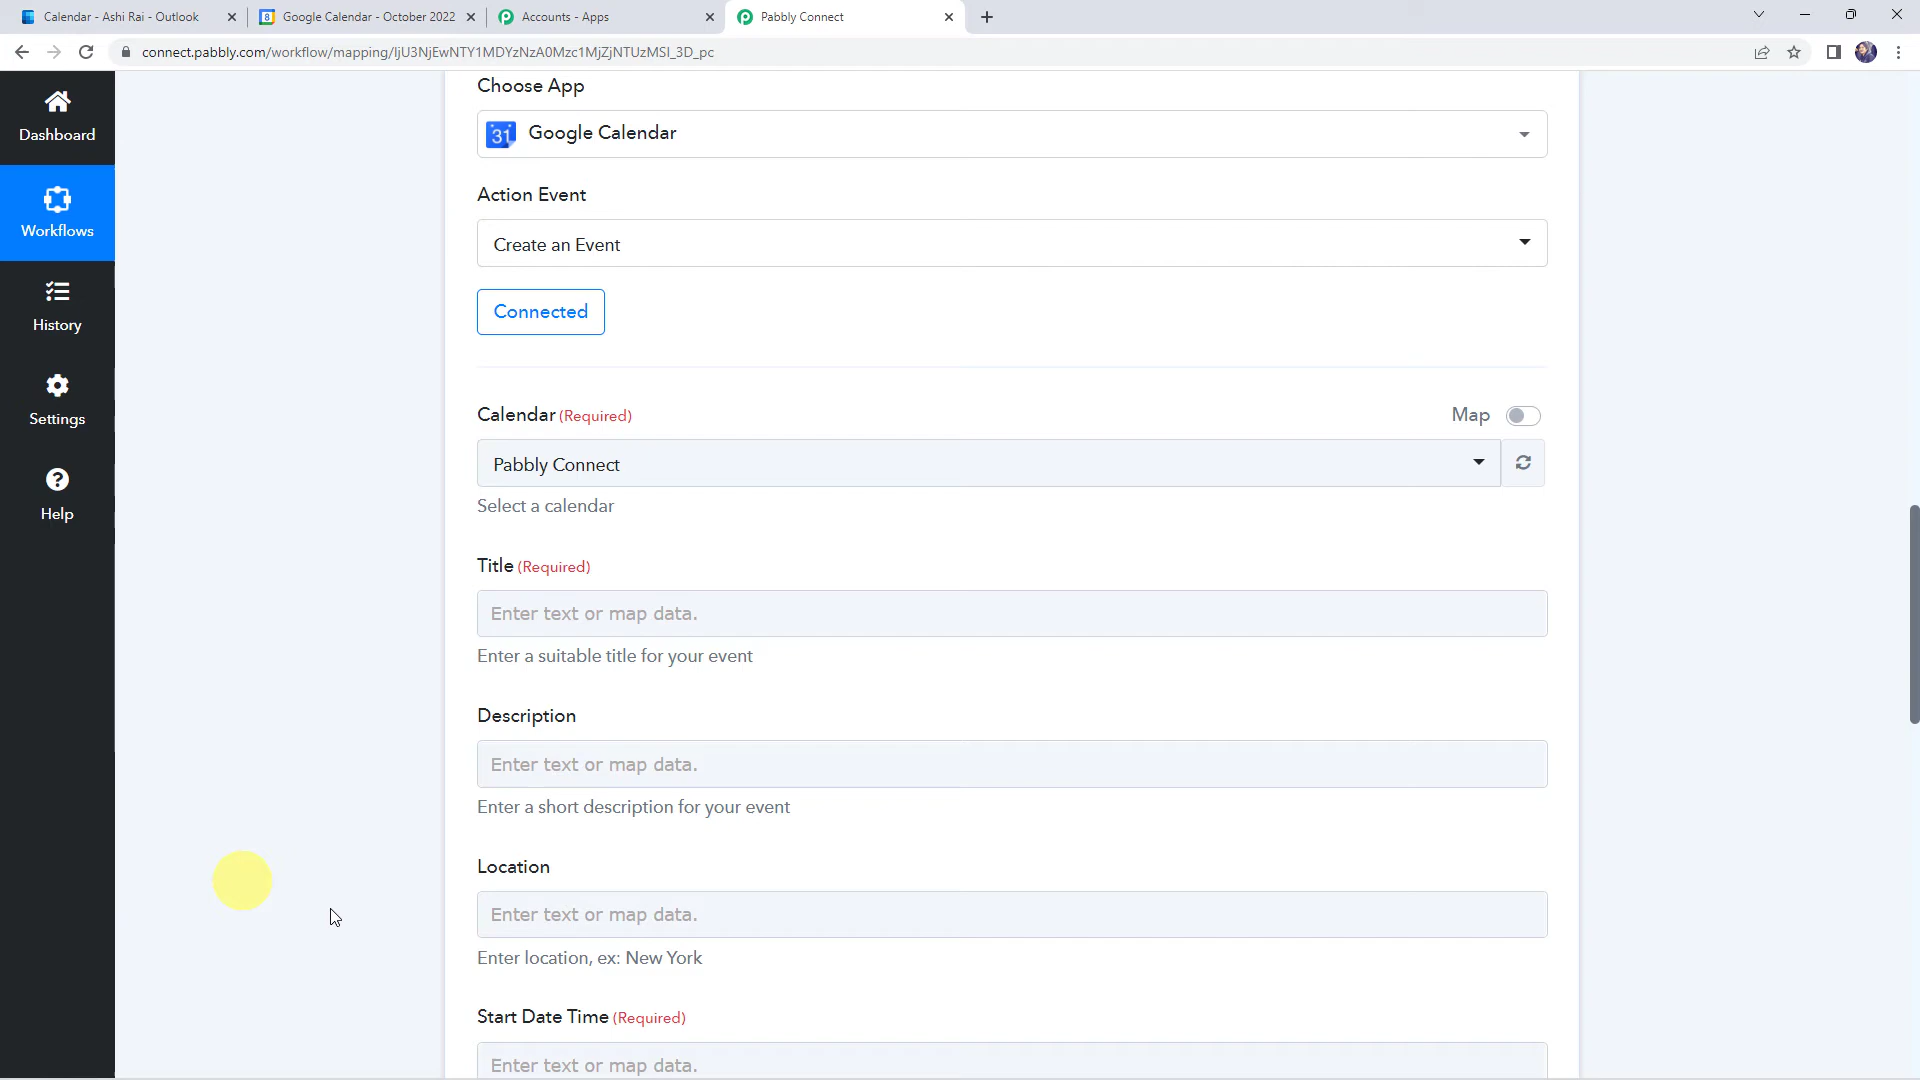 Calendar - Ashi Rai - Outlook
Google Calendar - October 2022
Accounts - Apps
Pabbly Connect
connect.pabbly.com/workflow/mapping/IjU3NjEwNTY1MDYzNzA0Mzc1MjZjNTUzMSI_3D_pc
Dashboard
Workflows
History
Settings
Help
Choose App
31 Google Calendar
Action Event
Create an Event
Connected
Calendar (Required)
Map
Pabbly Connect
Select a calendar
Title (Required)
Enter text or map data.
Enter a suitable title for your event
Description
Enter text or map data.
Enter a short description for your event
Location
Enter text or map data.
Enter location, ex: New York
Start Date Time (Required)
Enter text or map data.